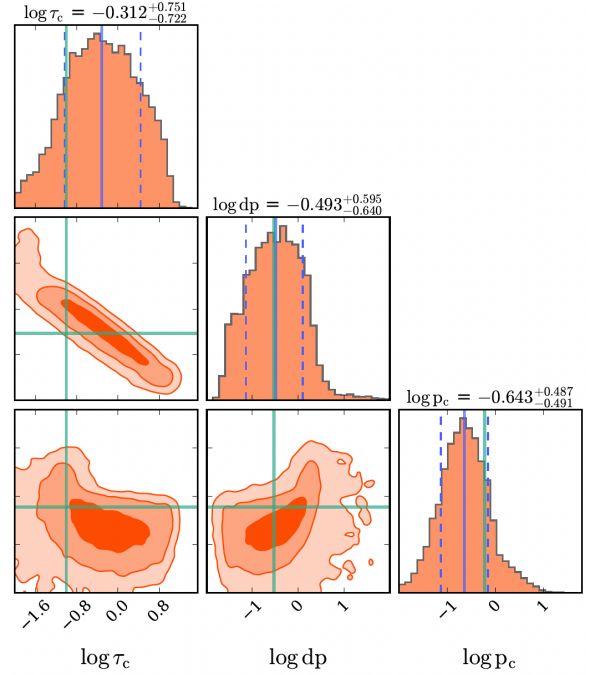 log τc = −0.312 +0.751 −0.722
log dp = −0.493 +0.595 −0.640
log pc = −0.643 +0.487 −0.491
−1.6 −0.8 0.0 0.8 −1 0 1 −1 0 1
log τc log dp log pc